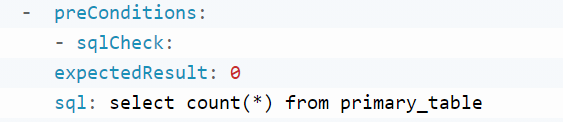 - preConditions:
- sqlCheck:
expectedResult: 0
sql: select count(*) from primary_table